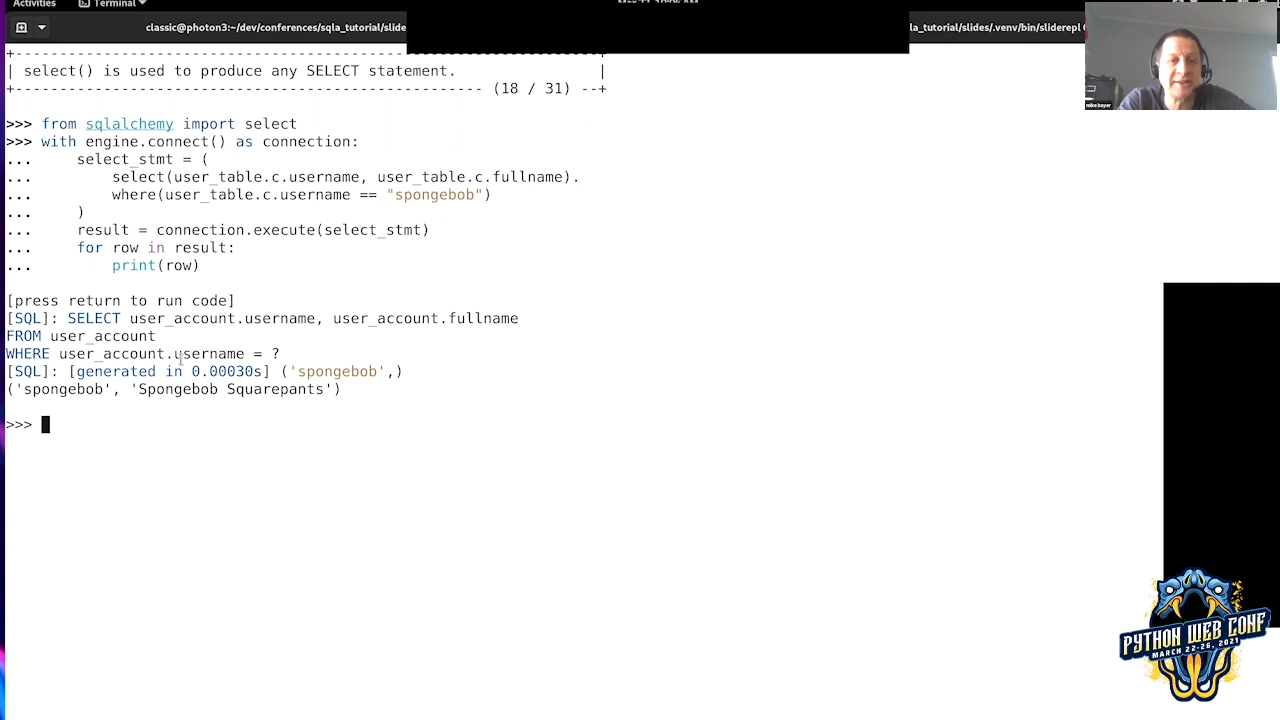 Activities Terminal
classic@photon3:~/dev/conferences/sqla_tutorial/slide
la_tutorial/slides/.venv/bin/sliderepl
+-----------------------------------------------------------------+
| select() is used to produce any SELECT statement. |
+----------------------------------------------------- (18 / 31) --+
>>> from sqlalchemy import select
>>> with engine.connect() as connection:
... select_stmt = (
... select(user_table.c.username, user_table.c.fullname).
... where(user_table.c.username == "spongebob")
... )
... result = connection.execute(select_stmt)
... for row in result:
... print(row)
[press return to run code]
[SQL]: SELECT user_account.username, user_account.fullname
FROM user_account
WHERE user_account.username = ?
[SQL]: [generated in 0.00030s] ('spongebob',)
('spongebob', 'Spongebob Squarepants')
>>>
mike bayer
PYTHON WEB CONF
MARCH 22-26, 2021